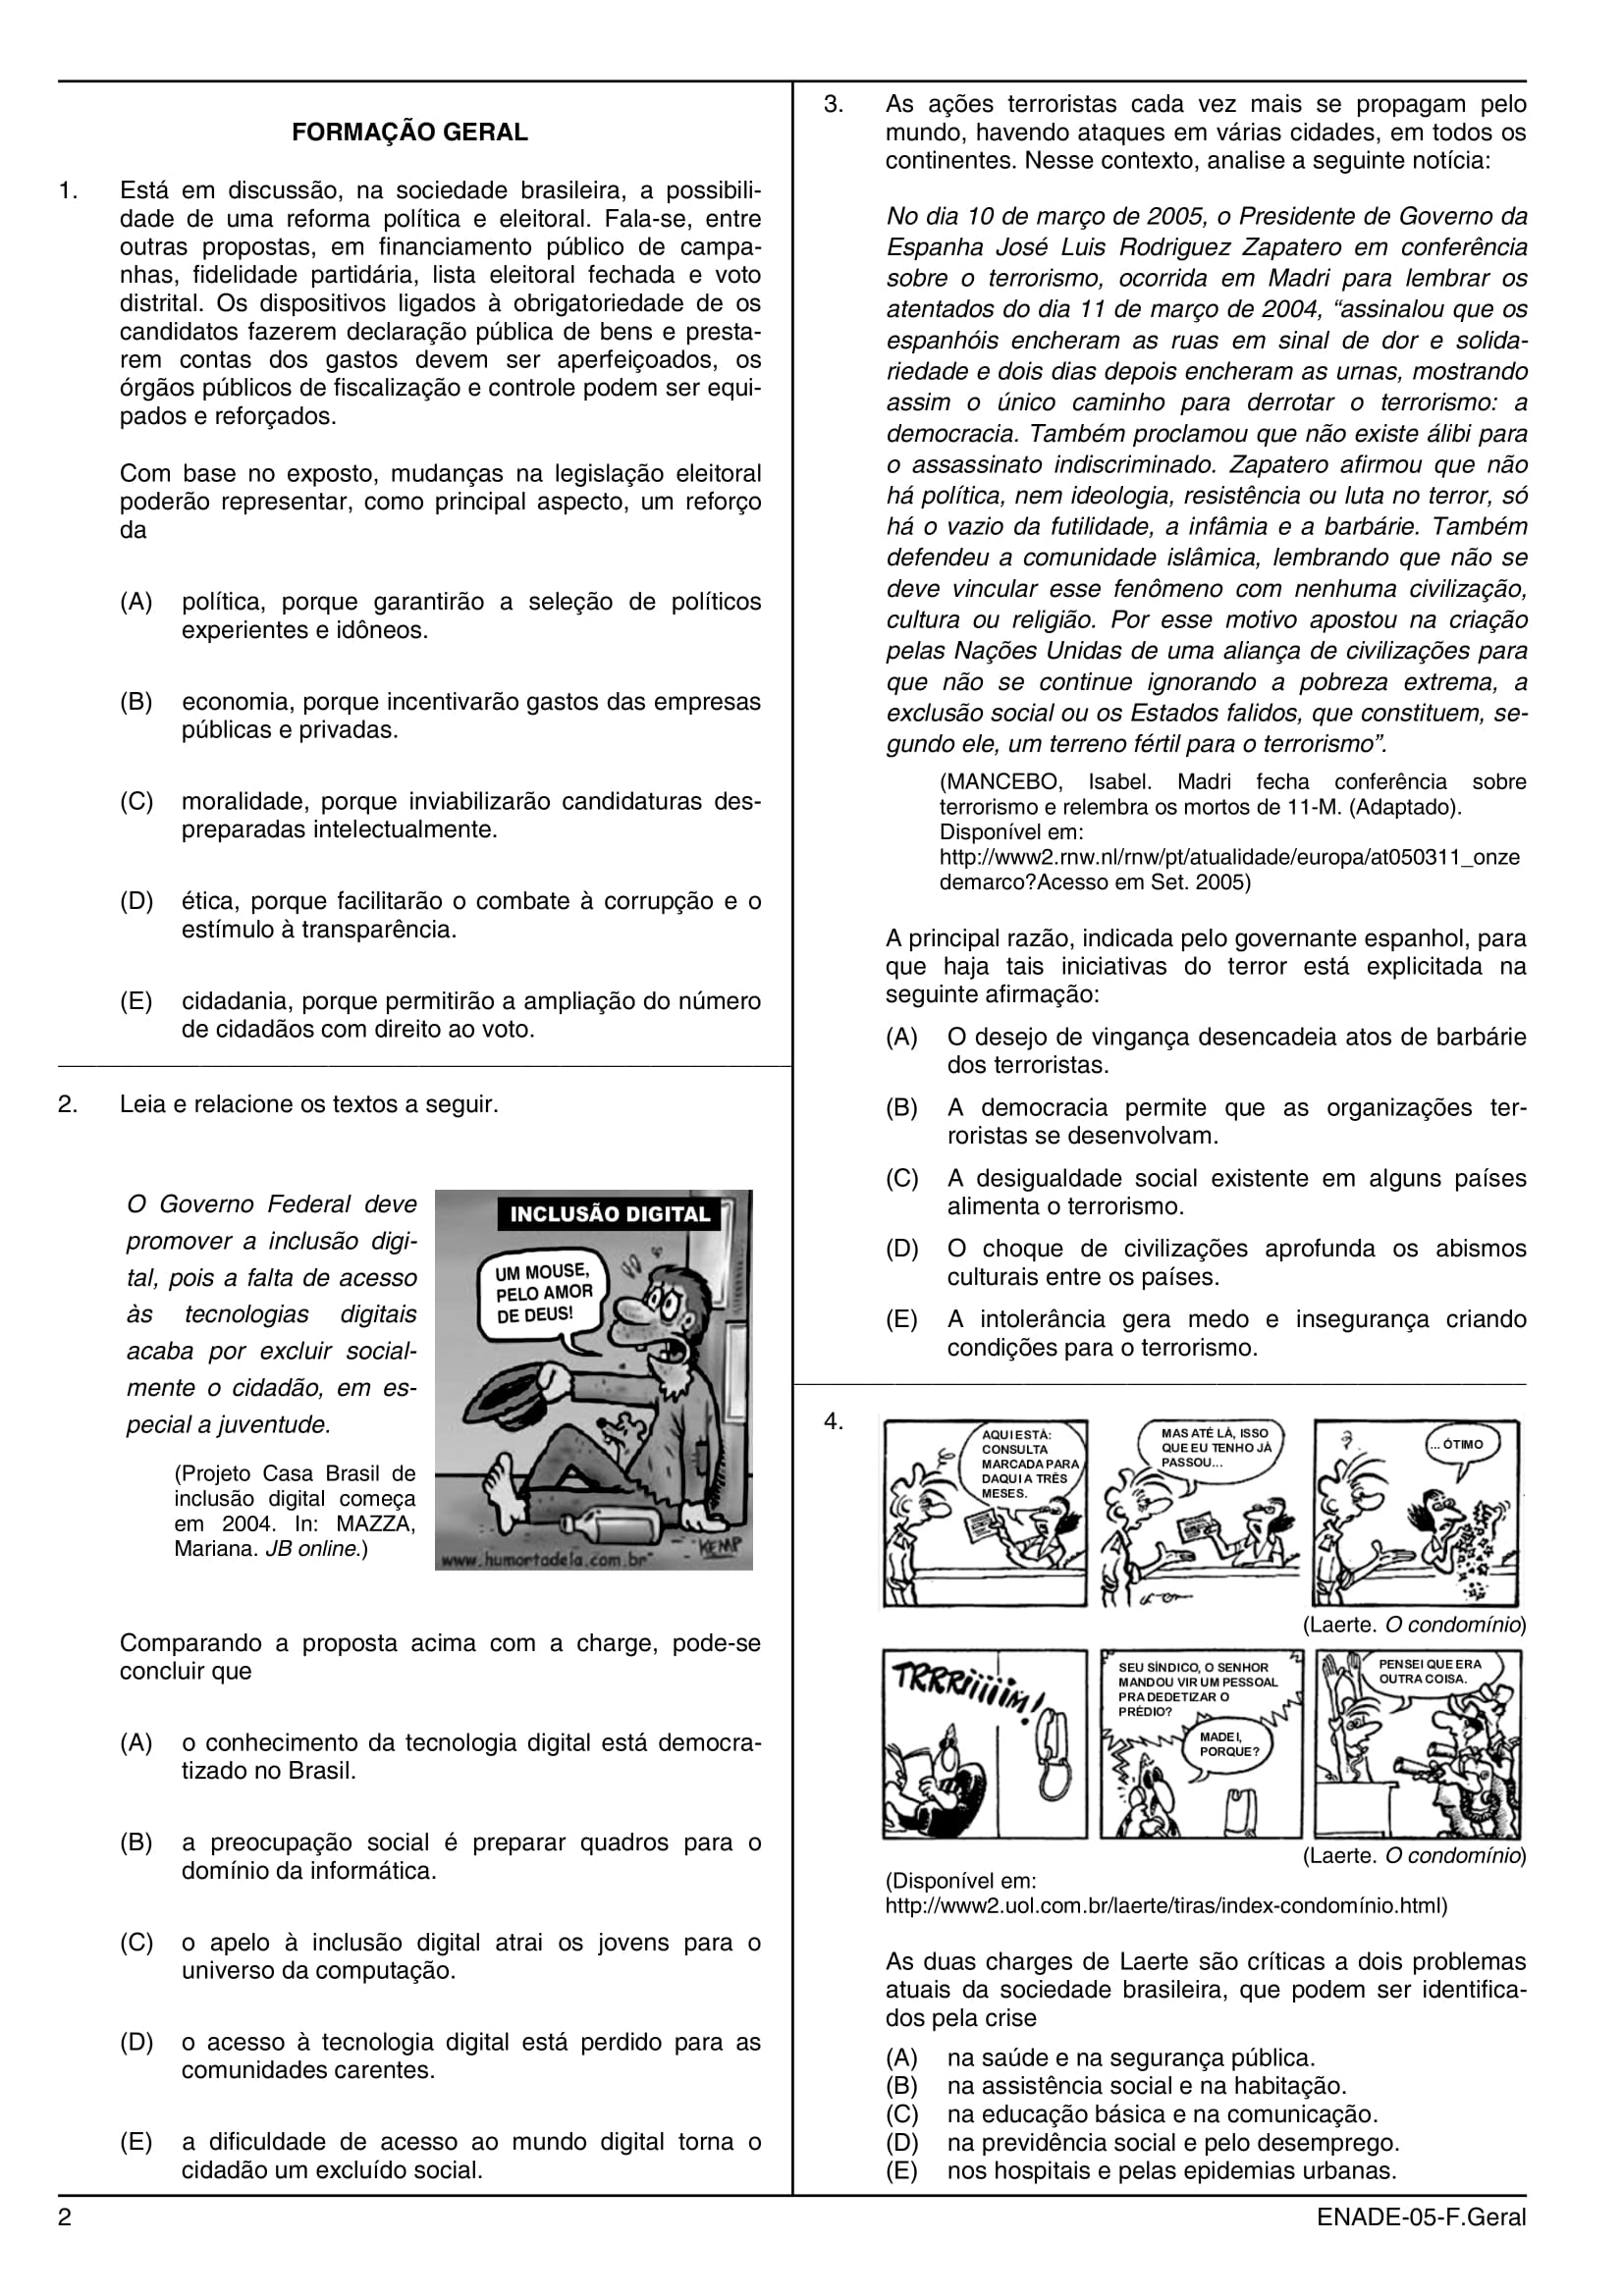 FORMAÇÃO GERAL
1. Está em discussão, na sociedade brasileira, a possibili-
dade de uma reforma política e eleitoral. Fala-se, entre
outras propostas, em financiamento público de campa-
nhas, fidelidade partidária, lista eleitoral fechada e voto
distrital. Os dispositivos ligados à obrigatoriedade de os
candidatos fazerem declaração pública de bens e presta-
rem contas dos gastos devem ser aperfeiçoados, os
órgãos públicos de fiscalização e controle podem ser equi-
pados e reforçados.
Com base no exposto, mudanças na legislação eleitoral
poderão representar, como principal aspecto, um reforço
da
(A) política, porque garantirão a seleção de políticos
experientes e idôneos.
(B) economia, porque incentivarão gastos das empresas
públicas e privadas.
(C) moralidade, porque inviabilizarão candidaturas des-
preparadas intelectualmente.
(D) ética, porque facilitarão o combate à corrupção e o
estímulo à transparência.
(E) cidadania, porque permitirão a ampliação do número
de cidadãos com direito ao voto.
2. Leia e relacione os textos a seguir.
O Governo Federal deve
promover a inclusão digi-
tal, pois a falta de acesso
às tecnologias digitais
acaba por excluir social-
mente o cidadão, em es-
pecial a juventude.
(Projeto Casa Brasil de
inclusão digital começa
em 2004. In: MAZZA,
Mariana. JB online.)
INCLUSÃO DIGITAL
UM MOUSE,
PELO AMOR
DE DEUS!
KEMP
www.humortadela.com.br
Comparando a proposta acima com a charge, pode-se
concluir que
(A) o conhecimento da tecnologia digital está democra-
tizado no Brasil.
(B) a preocupação social é preparar quadros para o
domínio da informática.
(C) o apelo à inclusão digital atrai os jovens para o
universo da computação.
(D) o acesso à tecnologia digital está perdido para as
comunidades carentes.
(E) a dificuldade de acesso ao mundo digital torna o
cidadão um excluído social.
3. As ações terroristas cada vez mais se propagam pelo
mundo, havendo ataques em várias cidades, em todos os
continentes. Nesse contexto, analise a seguinte notícia:
No dia 10 de março de 2005, o Presidente de Governo da
Espanha José Luis Rodriguez Zapatero em conferência
sobre o terrorismo, ocorrida em Madri para lembrar os
atentados do dia 11 de março de 2004, “assinalou que os
espanhóis encheram as ruas em sinal de dor e solida-
riedade e dois dias depois encheram as urnas, mostrando
assim o único caminho para derrotar o terrorismo: a
democracia. Também proclamou que não existe álibi para
o assassinato indiscriminado. Zapatero afirmou que não
há política, nem ideologia, resistência ou luta no terror, só
há o vazio da futilidade, a infâmia e a barbárie. Também
defendeu a comunidade islâmica, lembrando que não se
deve vincular esse fenômeno com nenhuma civilização,
cultura ou religião. Por esse motivo apostou na criação
pelas Nações Unidas de uma aliança de civilizações para
que não se continue ignorando a pobreza extrema, a
exclusão social ou os Estados falidos, que constituem, se-
gundo ele, um terreno fértil para o terrorismo”.
(MANCEBO, Isabel. Madri fecha conferência sobre
terrorismo e relembra os mortos de 11-M. (Adaptado).
Disponível em:
http://www2.rnw.nl/rnw/pt/atualidade/europa/at050311_onze
demarco?Acesso em Set. 2005)
A principal razão, indicada pelo governante espanhol, para
que haja tais iniciativas do terror está explicitada na
seguinte afirmação:
(A) O desejo de vingança desencadeia atos de barbárie
dos terroristas.
(B) A democracia permite que as organizações ter-
roristas se desenvolvam.
(C) A desigualdade social existente em alguns países
alimenta o terrorismo.
(D) O choque de civilizações aprofunda os abismos
culturais entre os países.
(E) A intolerância gera medo e insegurança criando
condições para o terrorismo.
4.
AQUI ESTÁ:
CONSULTA
MARCADA PARA
DAQUI A TRÊS
MESES.
MAS ATÉ LÁ, ISSO
QUE EU TENHO JÁ
PASSOU...
... ÓTIMO
(Laerte. O condomínio)
TRRRiiiiiM!
SEU SÍNDICO, O SENHOR
MANDOU VIR UM PESSOAL
PRA DEDETIZAR O
PRÉDIO?
MADEI,
PORQUE?
PENSEI QUE ERA
OUTRA COISA.
(Laerte. O condomínio)
(Disponível em:
http://www2.uol.com.br/laerte/tiras/index-condomínio.html)
As duas charges de Laerte são críticas a dois problemas
atuais da sociedade brasileira, que podem ser identifica-
dos pela crise
(A) na saúde e na segurança pública.
(B) na assistência social e na habitação.
(C) na educação básica e na comunicação.
(D) na previdência social e pelo desemprego.
(E) nos hospitais e pelas epidemias urbanas.
2
ENADE-05-F.Geral